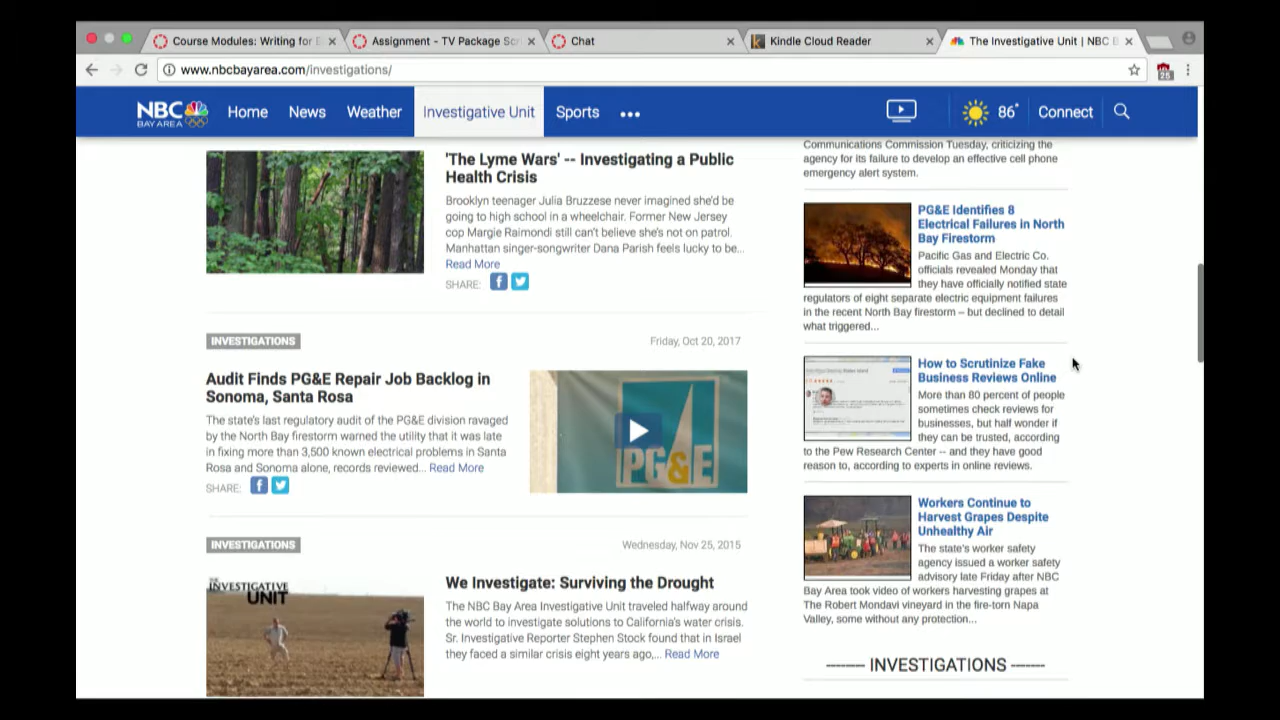 Course Modules: Writing for
Assignment - TV Package Scr
Chat
Kindle Cloud Reader
The Investigative Unit | NBC B
www.nbcbayarea.com/investigations/
25
NBC
BAY AREA
Home
News
Weather
Investigative Unit
Sports
86°
Connect
'The Lyme Wars' -- Investigating a Public
Health Crisis
Brooklyn teenager Julia Bruzzese never imagined she'd be
going to high school in a wheelchair. Former New Jersey
cop Margie Raimondi still can't believe she's not on patrol.
Manhattan singer-songwriter Dana Parish feels lucky to be...
Read More
SHARE:
INVESTIGATIONS
Friday, Oct 20, 2017
Audit Finds PG&E Repair Job Backlog in
Sonoma, Santa Rosa
The state's last regulatory audit of the PG&E division ravaged
by the North Bay firestorm warned the utility that it was late
in fixing more than 3,500 known electrical problems in Santa
Rosa and Sonoma alone, records reviewed... Read More
SHARE:
PG&E
INVESTIGATIONS
Wednesday, Nov 25, 2015
THE
INVESTIGATIVE
UNIT
We Investigate: Surviving the Drought
The NBC Bay Area Investigative Unit traveled halfway around
the world to investigate solutions to California's water crisis.
Sr. Investigative Reporter Stephen Stock found that in Israel
they faced a similar crisis eight years ago,... Read More
Communications Commission Tuesday, criticizing the
agency for its failure to develop an effective cell phone
emergency alert system.
PG&E Identifies 8
Electrical Failures in North
Bay Firestorm
Pacific Gas and Electric Co.
officials revealed Monday that
they have officially notified state
regulators of eight separate electric equipment failures
in the recent North Bay firestorm – but declined to detail
what triggered...
How to Scrutinize Fake
Business Reviews Online
More than 80 percent of people
sometimes check reviews for
businesses, but half wonder if
they can be trusted, according
to the Pew Research Center -- and they have good
reason to, according to experts in online reviews.
Workers Continue to
Harvest Grapes Despite
Unhealthy Air
The state's worker safety
agency issued a worker safety
advisory late Friday after NBC
Bay Area took video of workers harvesting grapes at
The Robert Mondavi vineyard in the fire-torn Napa
Valley, some without any protection...
------- INVESTIGATIONS -------